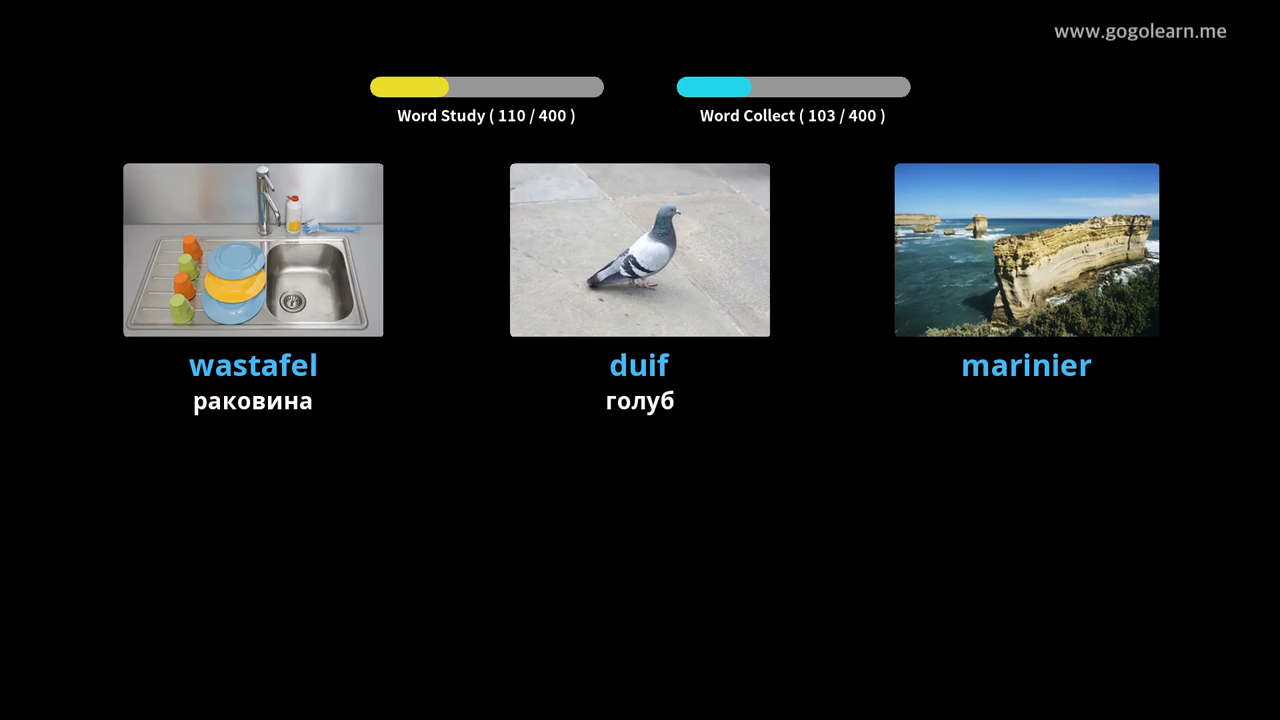 www.gogolearn.me
Word Study ( 110 / 400 )
Word Collect ( 103 / 400 )
wastafel
раковина
duif
голуб
marinier